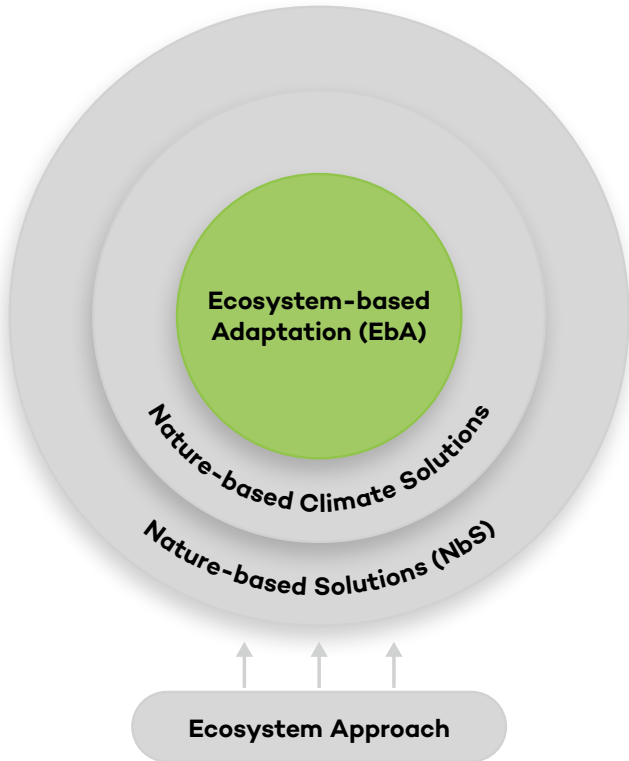 Ecosystem-based
Adaptation (EbA)
Nature-based Climate Solutions
Nature-based Solutions (NbS)
Ecosystem Approach